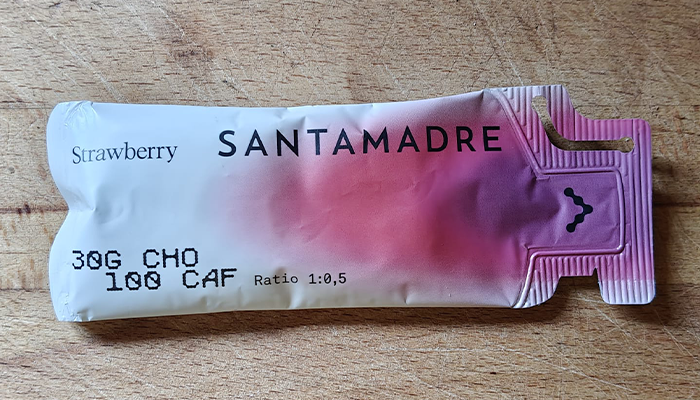 Strawberry
SANTAMADRE
30G CHO
100 CAF
Ratio 1:0,5